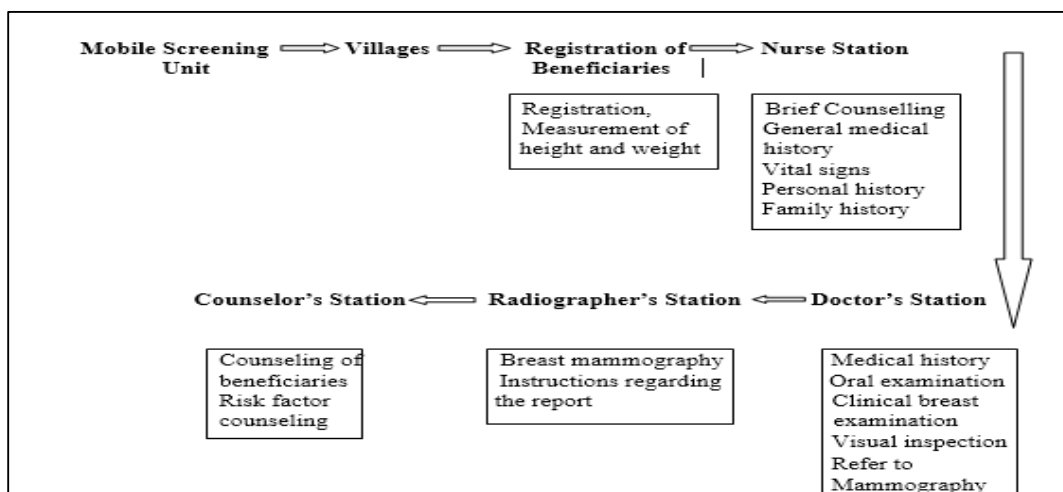 Mobile Screening Unit
Villages
Registration of Beneficiaries
Nurse Station
Registration,
Measurement of
height and weight
Brief Counselling
General medical
history
Vital signs
Personal history
Family history
Counselor's Station
Radiographer's Station
Doctor's Station
Counseling of
beneficiaries
Risk factor
counseling
Breast mammography
Instructions regarding
the report
Medical history
Oral examination
Clinical breast
examination
Visual inspection
Refer to
Mammography